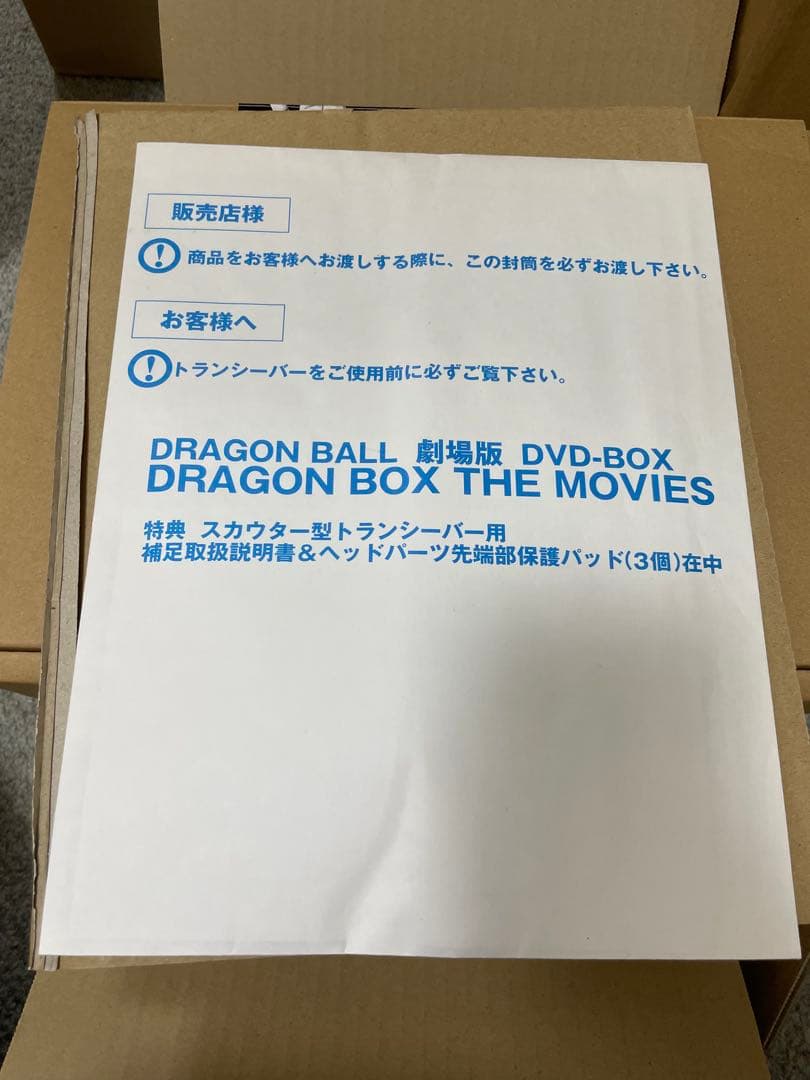 販売店様
! 商品をお客様へお渡しする際に、この封筒を必ずお渡し下さい。
お客様へ
! トランシーバーをご使用前に必ずご覧下さい。
DRAGON BALL 劇場版 DVD-BOX
DRAGON BOX THE MOVIES
特典 スカウター型トランシーバー用
補足取扱説明書&ヘッドパーツ先端部保護パッド(3個)在中